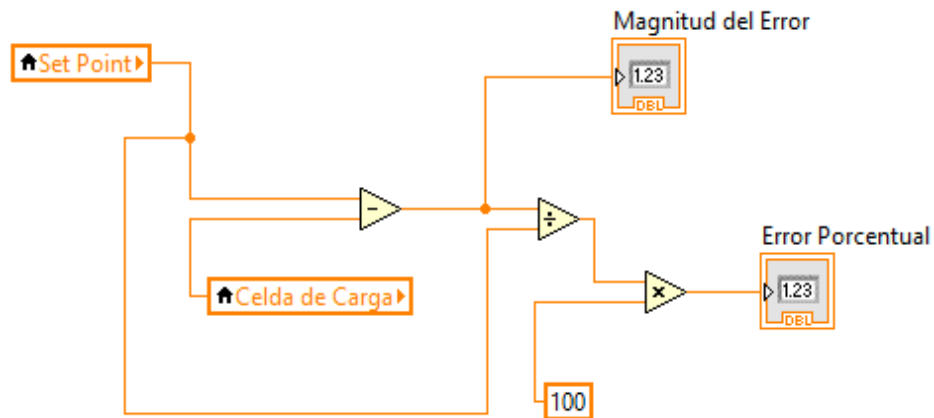 Magnitud del Error
Set Point
1.23
DBL
-
÷
Error Porcentual
Celda de Carga
×
1.23
DBL
100